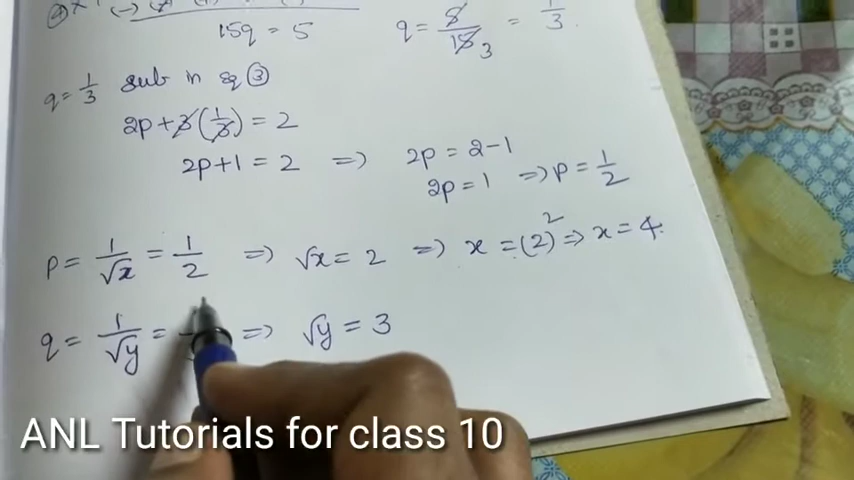 15q = 5   q = 5/15 3 = 1/3
q = 1/3 sub in eq ③
2p + 3(1/3) = 2
2p + 1 = 2 ⇒ 2p = 2 - 1
2p = 1 ⇒ p = 1/2
p = 1/√x = 1/2 ⇒ √x = 2 ⇒ x = (2)² ⇒ x = 4.
q = 1/√y = ⇒ √y = 3
ANL Tutorials for class 10